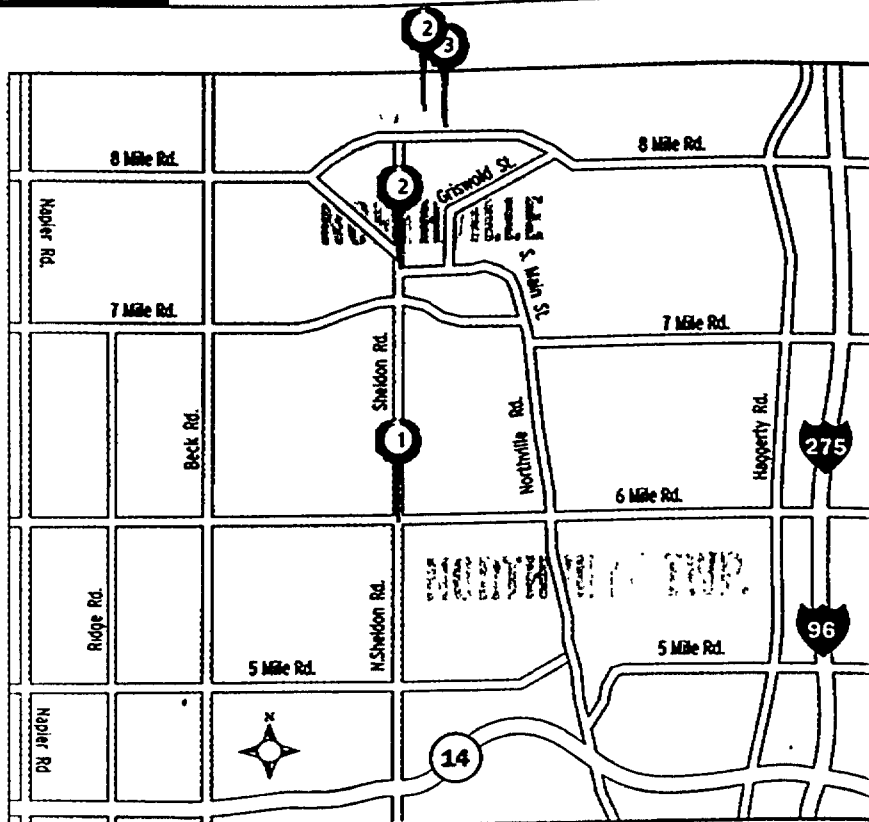 2
3
8 Mile Rd.
8 Mile Rd.
2
Griswold St.
Napier Rd.
S. Main St.
7 Mile Rd.
7 Mile Rd.
Sheldon Rd.
Beck Rd.
Northville Rd.
Haggerty Rd.
1
275
6 Mile Rd.
Ridge Rd.
N.Sheldon Rd.
96
5 Mile Rd.
5 Mile Rd.
Napier Rd
N
14